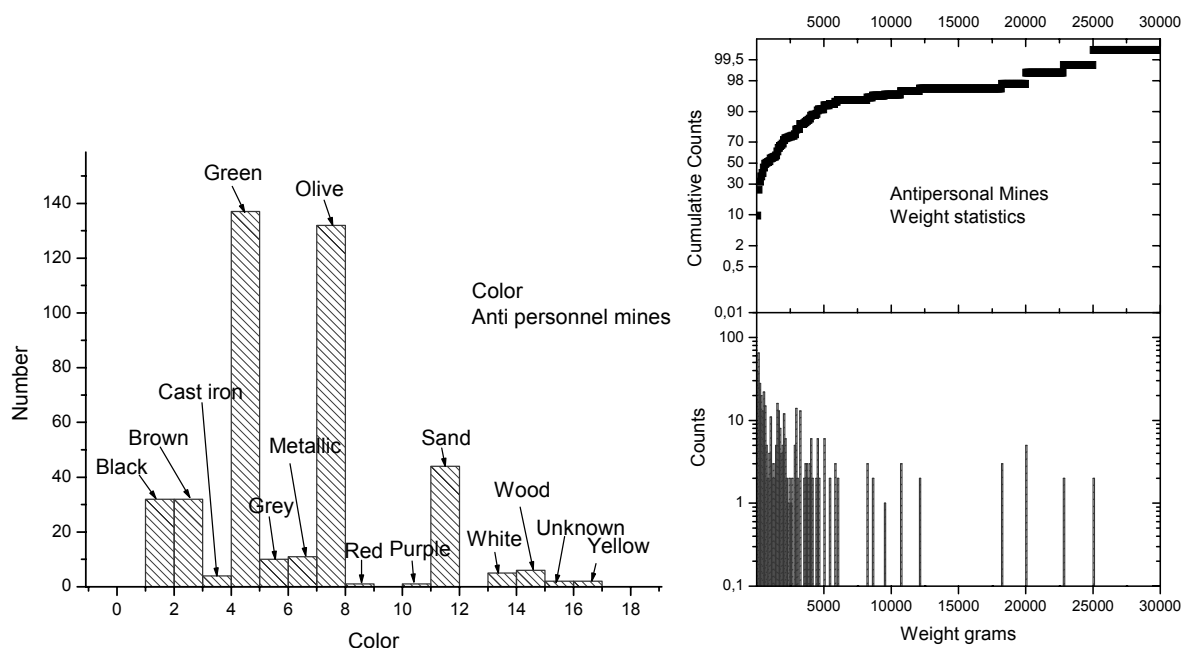 Number
140
120
100
80
60
40
20
0
Green
Olive
Color
Anti personnel mines
Cast iron
Brown
Metallic
Black
Sand
Grey
Wood
Red
Purple
White
Unknown
Yellow
0 2 4 6 8 10 12 14 16 18
Color
5000 10000 15000 20000 25000 30000
Cumulative Counts
99,5
98
90
70
50
30
10
2
0,5
0,01
Antipersonal Mines
Weight statistics
Counts
100
10
1
0,1
5000 10000 15000 20000 25000 30000
Weight grams